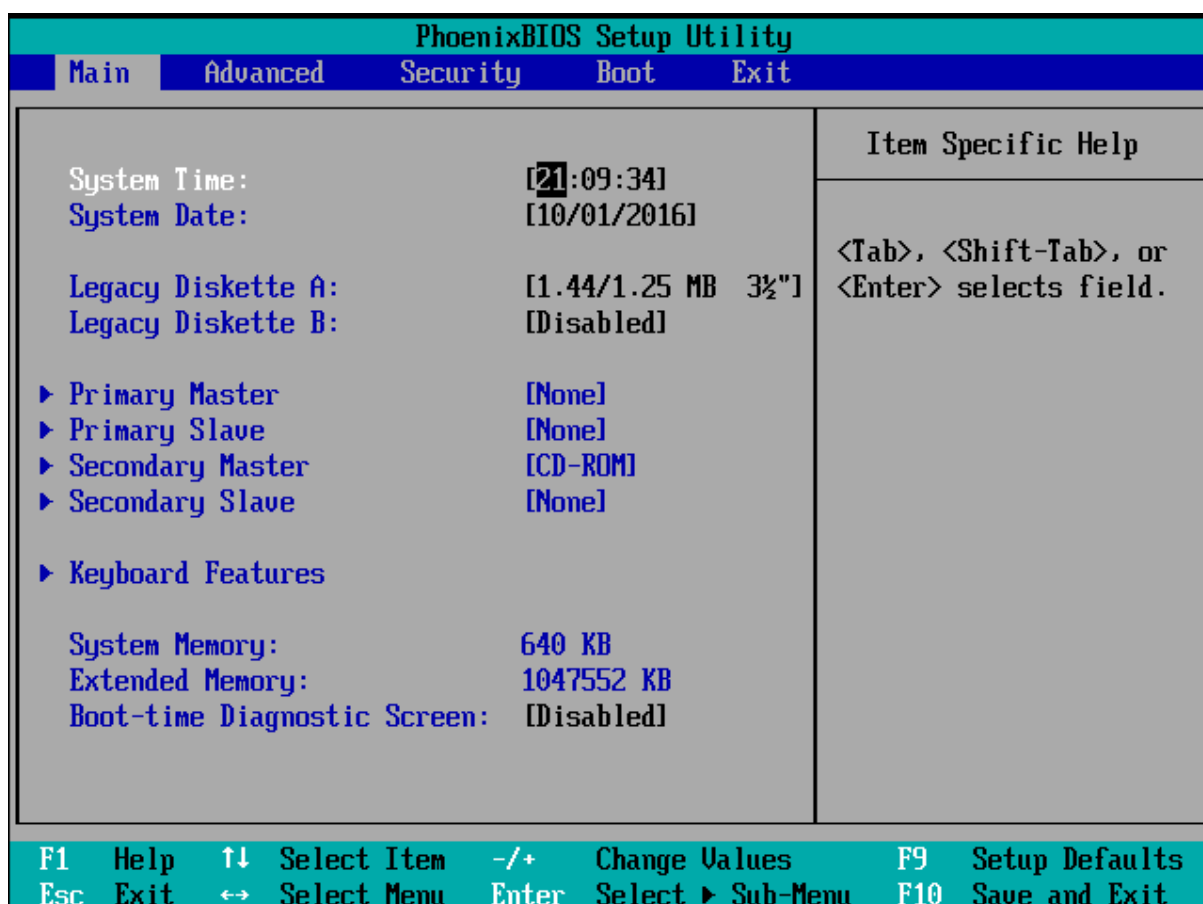 PhoenixBIOS Setup Utility
Main Advanced Security Boot Exit
Item Specific Help
System Time: [21:09:34]
System Date: [10/01/2016]
<Tab>, <Shift-Tab>, or
<Enter> selects field.
Legacy Diskette A: [1.44/1.25 MB 3½"]
Legacy Diskette B: [Disabled]
▶ Primary Master [None]
▶ Primary Slave [None]
▶ Secondary Master [CD-ROM]
▶ Secondary Slave [None]
▶ Keyboard Features
System Memory: 640 KB
Extended Memory: 1047552 KB
Boot-time Diagnostic Screen: [Disabled]
F1 Help ↑↓ Select Item -/+ Change Values F9 Setup Defaults
Esc Exit ↔ Select Menu Enter Select ▶ Sub-Menu F10 Save and Exit